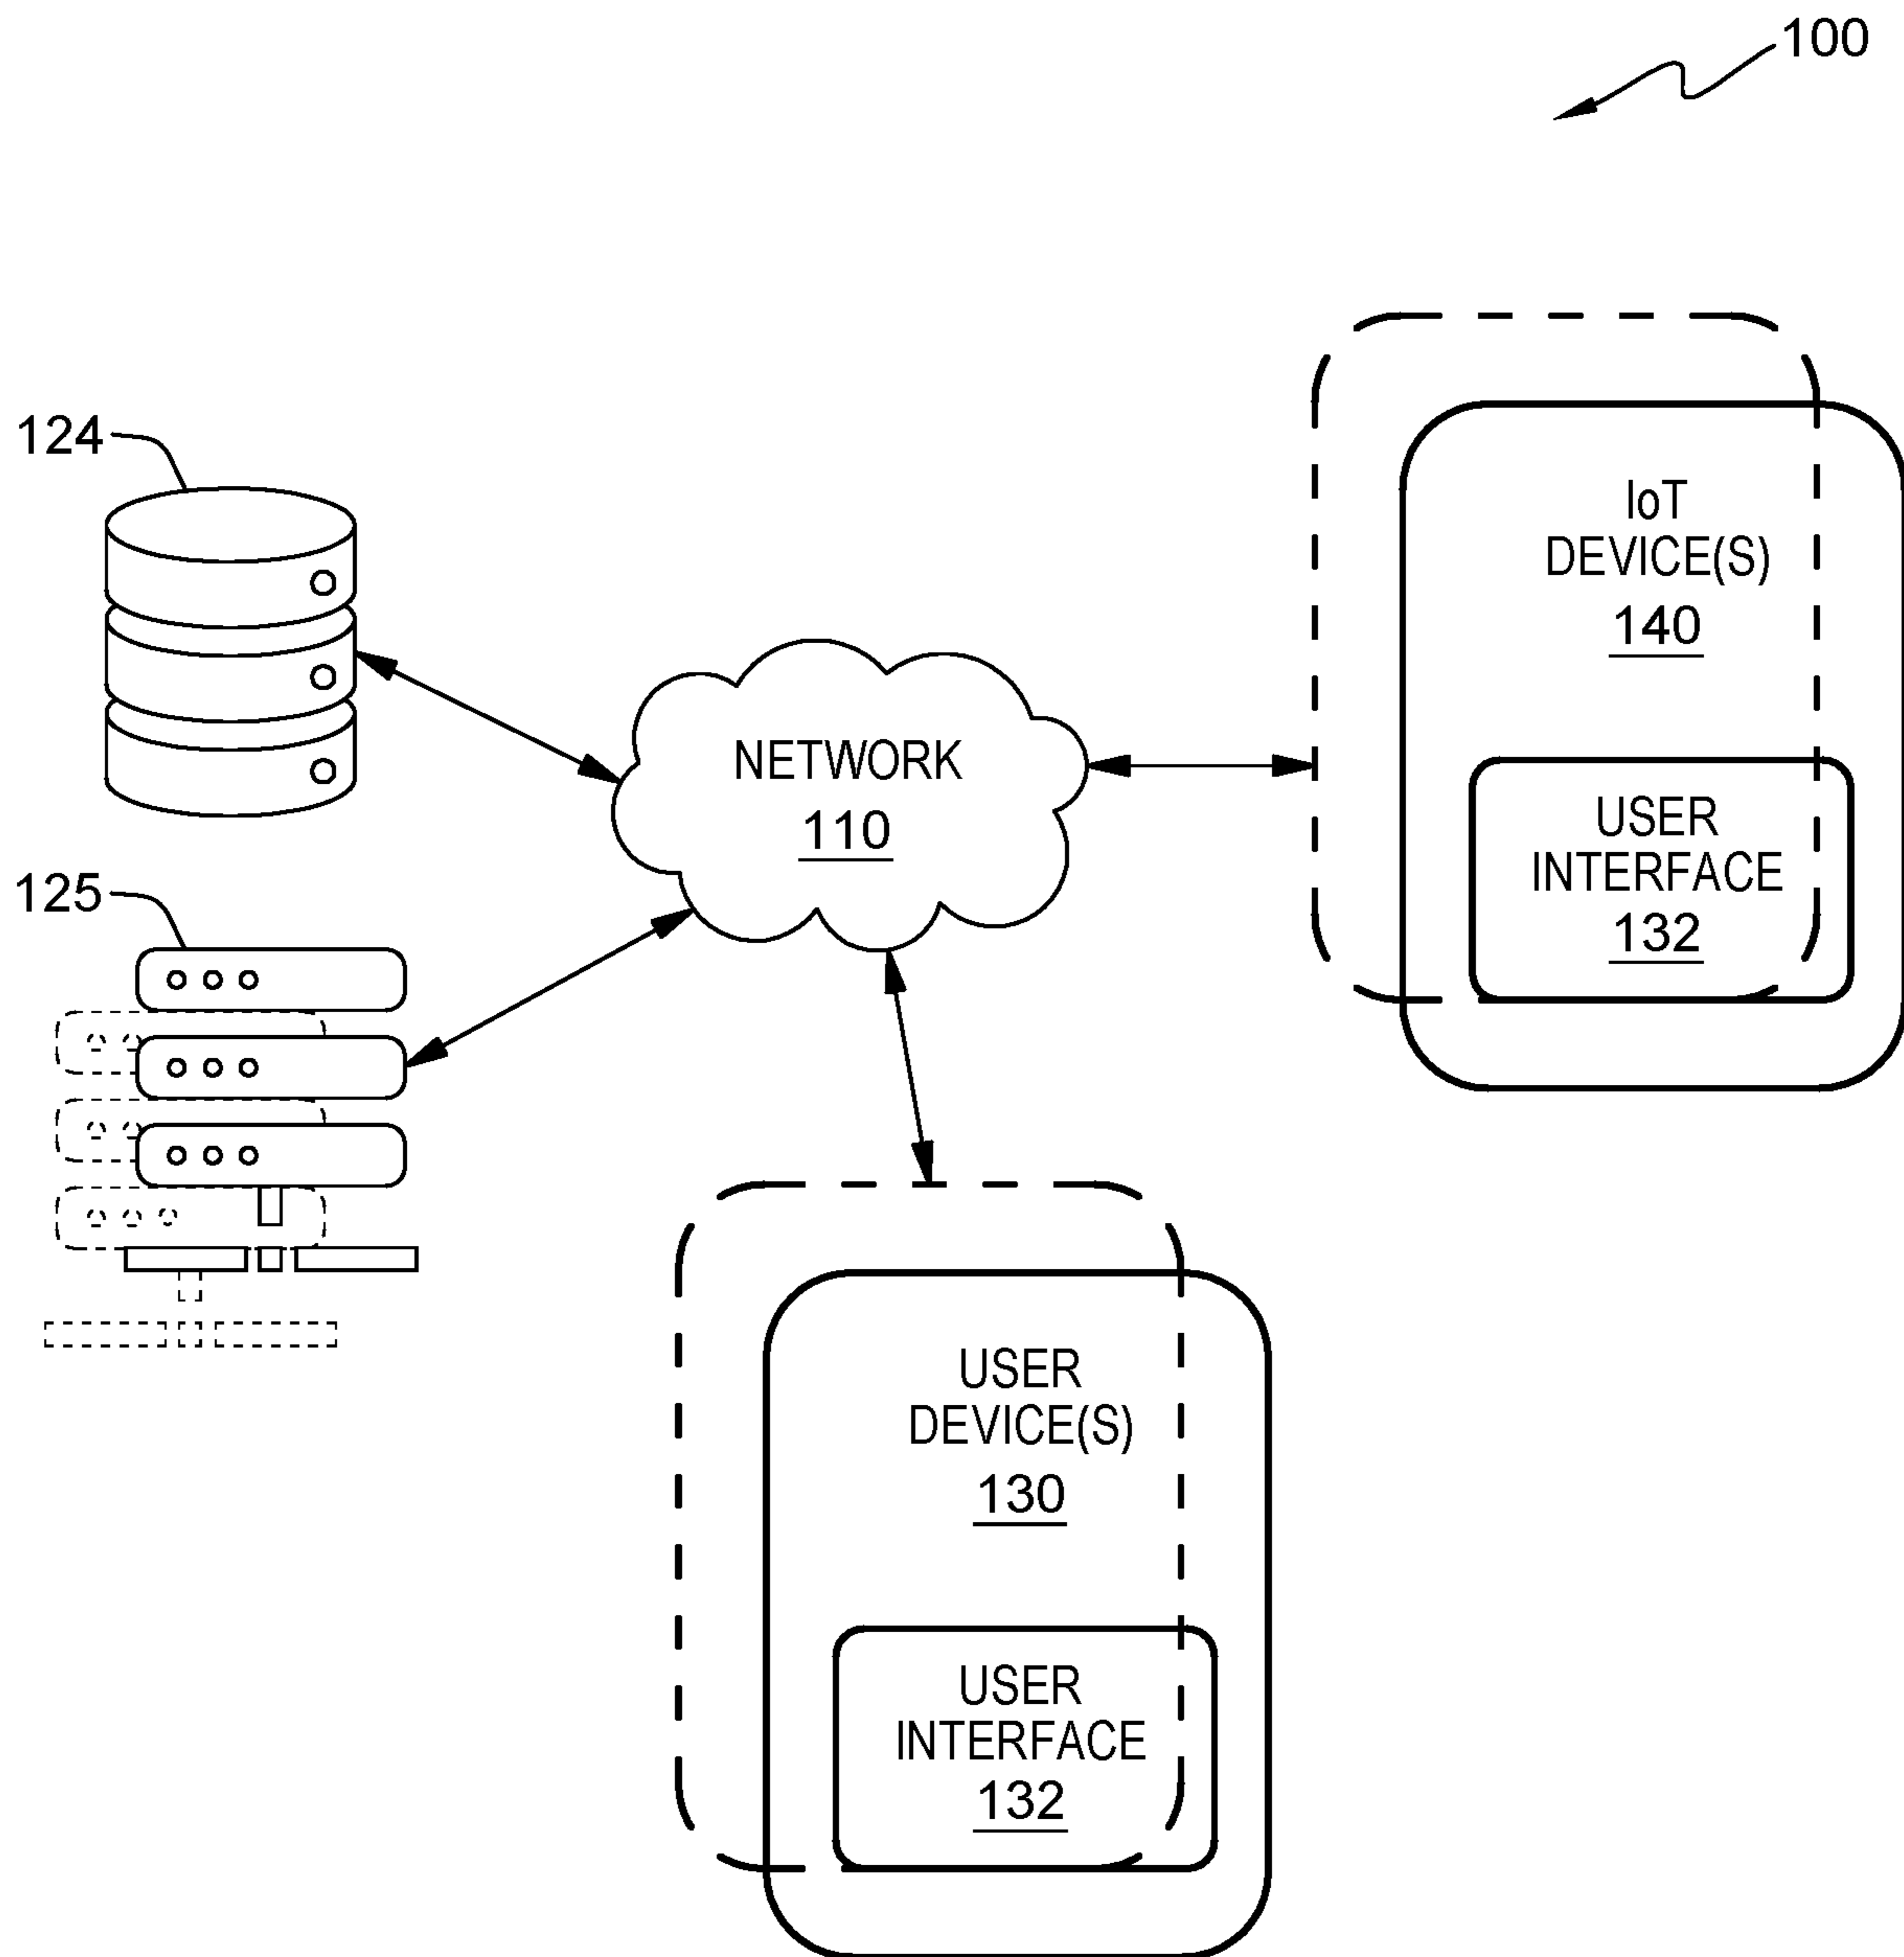 100
124
IoT
DEVICE(S)
140
NETWORK
110
USER
INTERFACE
132
125
USER
DEVICE(S)
130
USER
INTERFACE
132